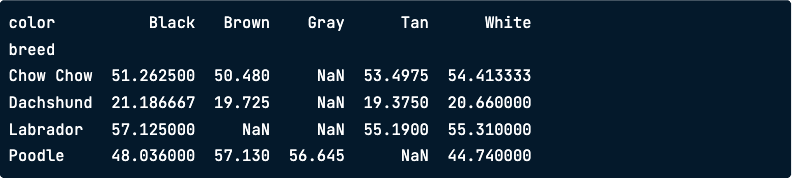 color          Black   Brown    Gray      Tan      White
breed
Chow Chow  51.262500  50.480     NaN  53.4975  54.413333
Dachshund  21.186667  19.725     NaN  19.3750  20.660000
Labrador   57.125000     NaN     NaN  55.1900  55.310000
Poodle     48.036000  57.130  56.645      NaN  44.740000